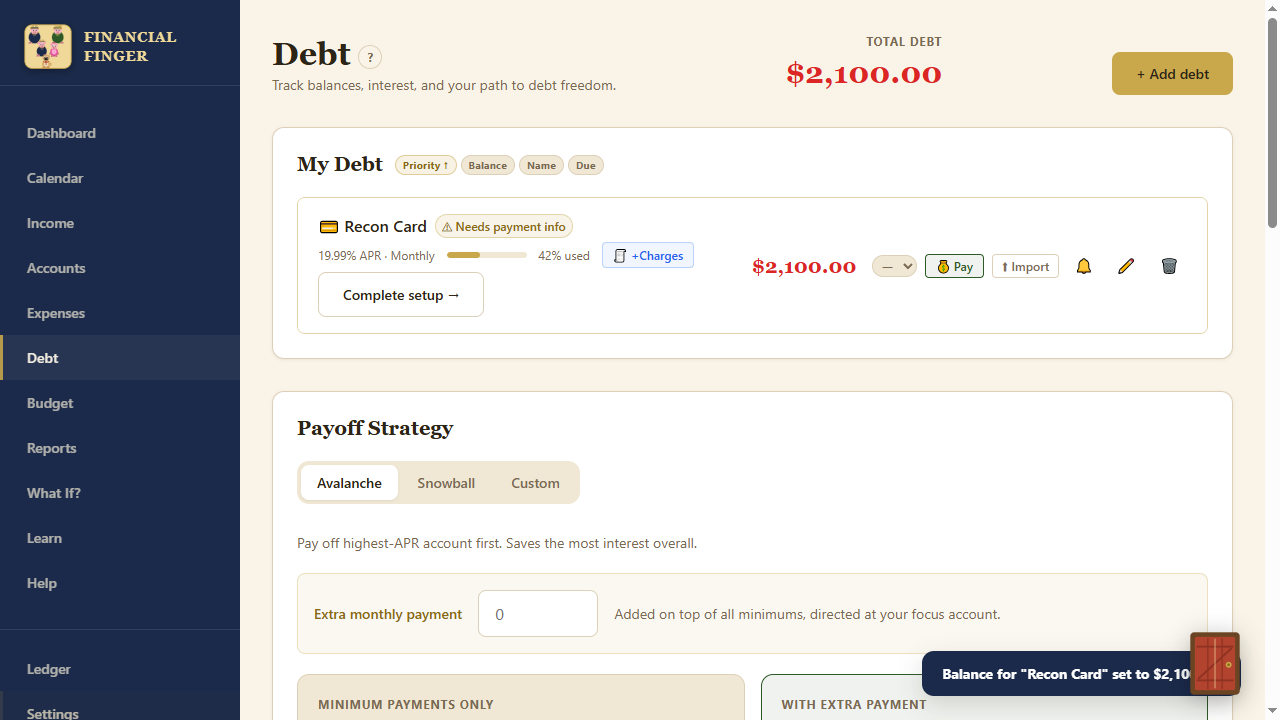 FINANCIAL
FINGER
Dashboard
Calendar
Income
Accounts
Expenses
Debt
Budget
Reports
What If?
Learn
Help
Ledger
Settings
Debt ?
Track balances, interest, and your path to debt freedom.
TOTAL DEBT
$2,100.00
+ Add debt
My Debt Priority ↑ Balance Name Due
Recon Card ⚠ Needs payment info
19.99% APR · Monthly 42% used +Charges
Complete setup →
$2,100.00 — Pay ⬆ Import
Payoff Strategy
Avalanche Snowball Custom
Pay off highest-APR account first. Saves the most interest overall.
Extra monthly payment 0 Added on top of all minimums, directed at your focus account.
MINIMUM PAYMENTS ONLY
WITH EXTRA PAYMENT
Balance for "Recon Card" set to $2,10